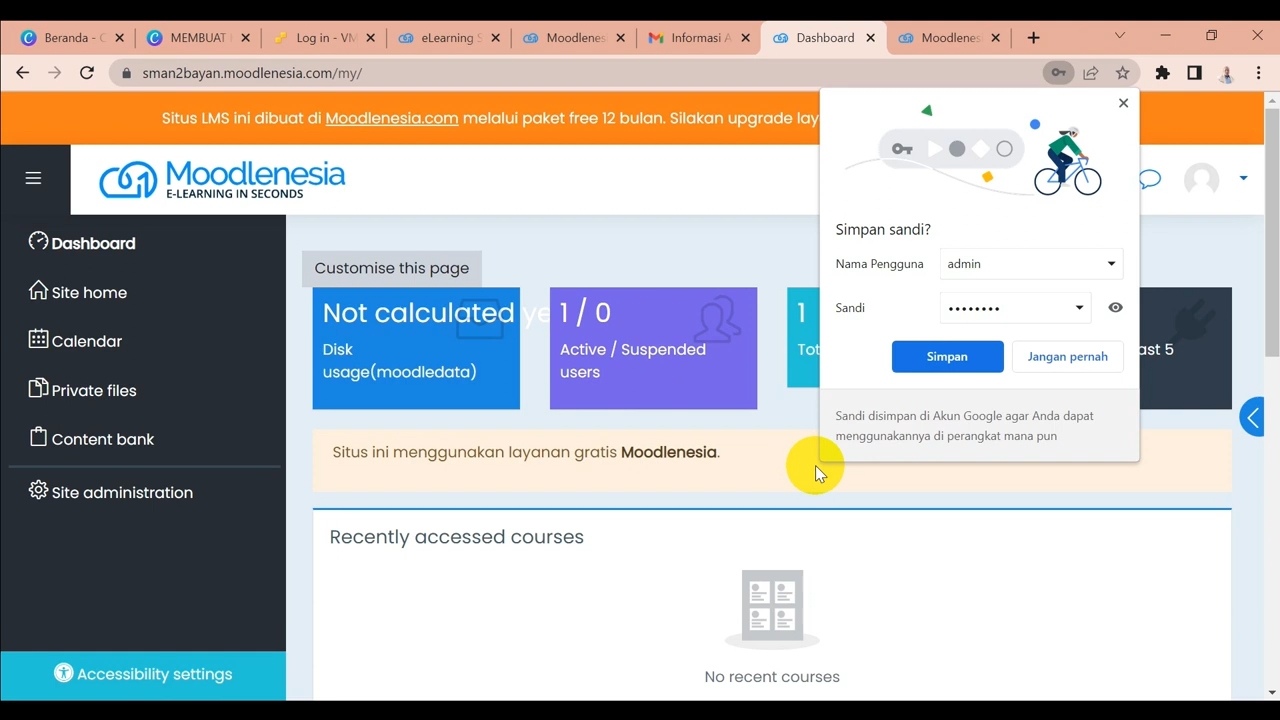 Beranda - C
MEMBUAT
Log in - VM
eLearning S
Moodlenes
Informasi A
Dashboard
Moodlenes
sman2bayan.moodlenesia.com/my/
Situs LMS ini dibuat di Moodlenesia.com melalui paket free 12 bulan. Silakan upgrade lay
Moodlenesia
E-LEARNING IN SECONDS
Dashboard
Site home
Calendar
Private files
Content bank
Site administration
Accessibility settings
Customise this page
Not calculated ye
Disk
usage(moodledata)
1 / 0
Active / Suspended
users
1
Tot
ast 5
Simpan sandi?
Nama Pengguna
admin
Sandi
••••••••
Simpan
Jangan pernah
Sandi disimpan di Akun Google agar Anda dapat
menggunakannya di perangkat mana pun
Situs ini menggunakan layanan gratis Moodlenesia.
Recently accessed courses
No recent courses